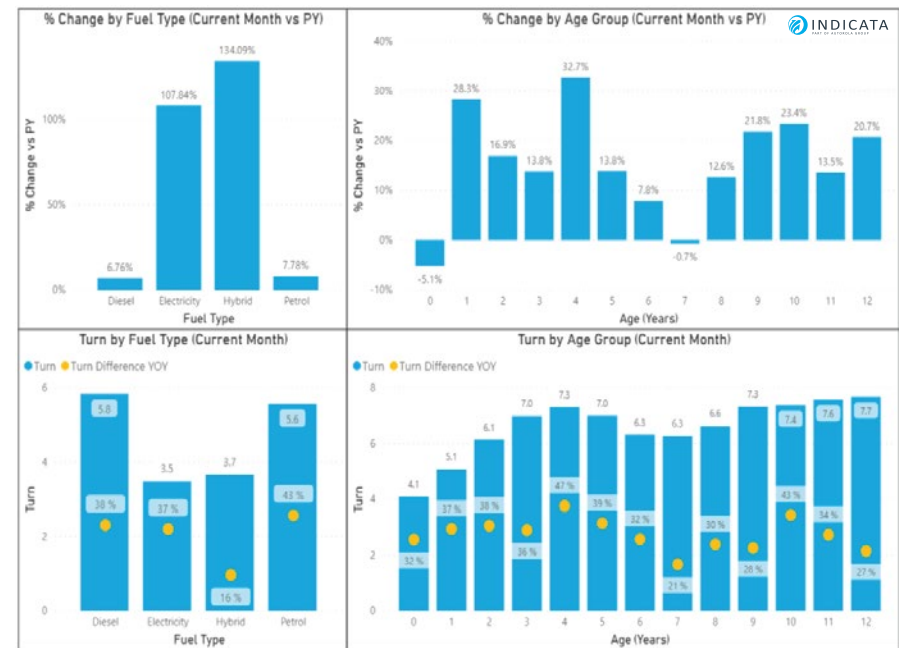 % Change by Fuel Type (Current Month vs PY)
134.09%
107.84%
100%
50%
6.76%
7.78%
0%
% Change vs PY
Diesel Electricity Hybrid Petrol
Fuel Type
% Change by Age Group (Current Month vs PY)
INDICATA
PART OF AUTOROLA GROUP
40%
32.7%
30%
28.3%
23.4%
21.8%
20.7%
20%
16.9%
13.8%
13.8%
13.5%
12.6%
10%
7.8%
0%
-0.7%
-5.1%
-10%
% Change vs PY
0 1 2 3 4 5 6 7 8 9 10 11 12
Age (Years)
Turn by Fuel Type (Current Month)
Turn Turn Difference YOY
6
5.8
5.6
4
3.5
3.7
38 %
37 %
43 %
2
16 %
0
Turn
Diesel Electricity Hybrid Petrol
Fuel Type
Turn by Age Group (Current Month)
Turn Turn Difference YOY
8
4.1 5.1 6.1 7.0 7.3 7.0 6.3 6.3 6.6 7.3 7.4 7.6 7.7
6
4
32 % 37 % 38 % 36 % 47 % 39 % 32 % 21 % 30 % 28 % 43 % 34 % 27 %
2
0
Turn
0 1 2 3 4 5 6 7 8 9 10 11 12
Age (Years)